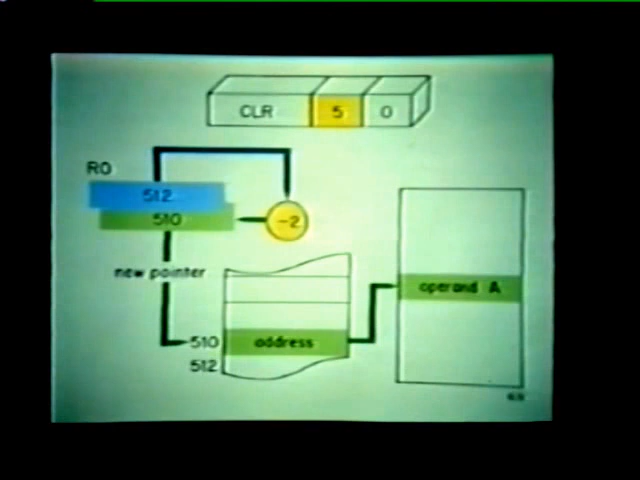 CLR 5 0
R0
512
510 -2
new pointer
operand A
510 address
512